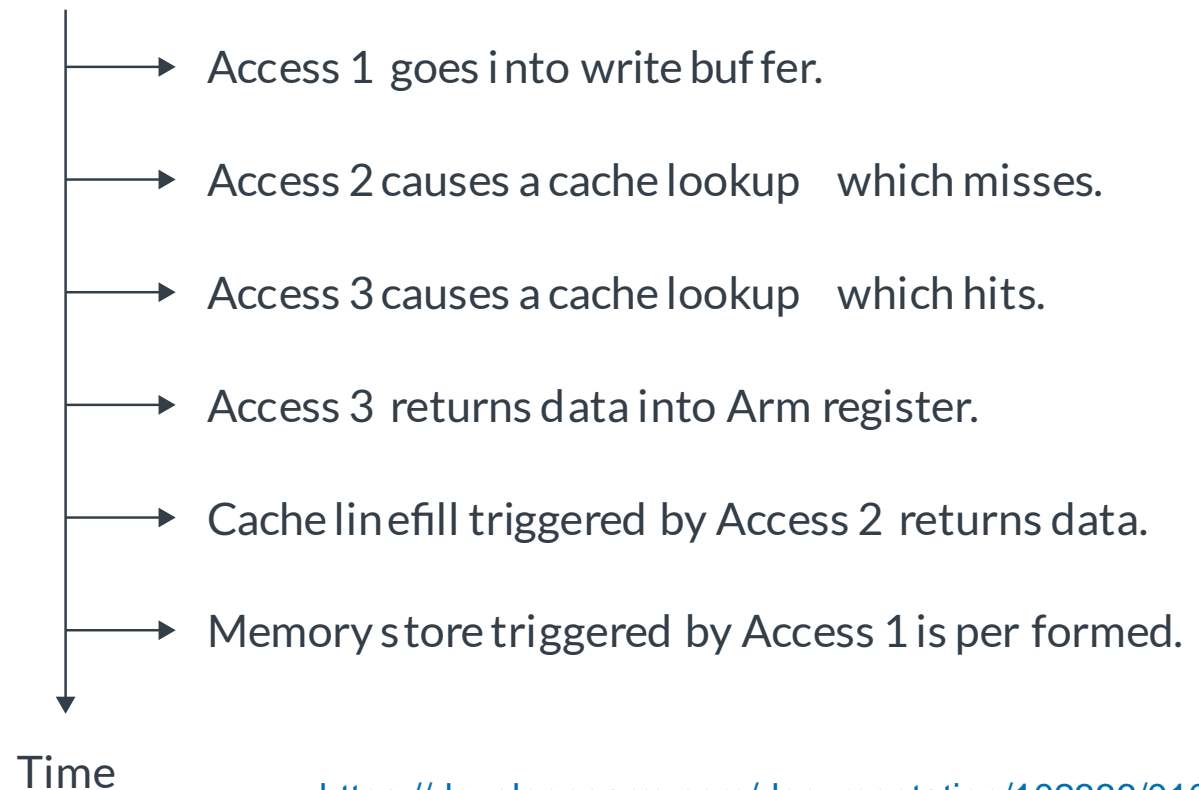 Access 1 goes into write buffer.
Access 2 causes a cache lookup which misses.
Access 3 causes a cache lookup which hits.
Access 3 returns data into Arm register.
Cache linefill triggered by Access 2 returns data.
Memory store triggered by Access 1 is performed.
Time